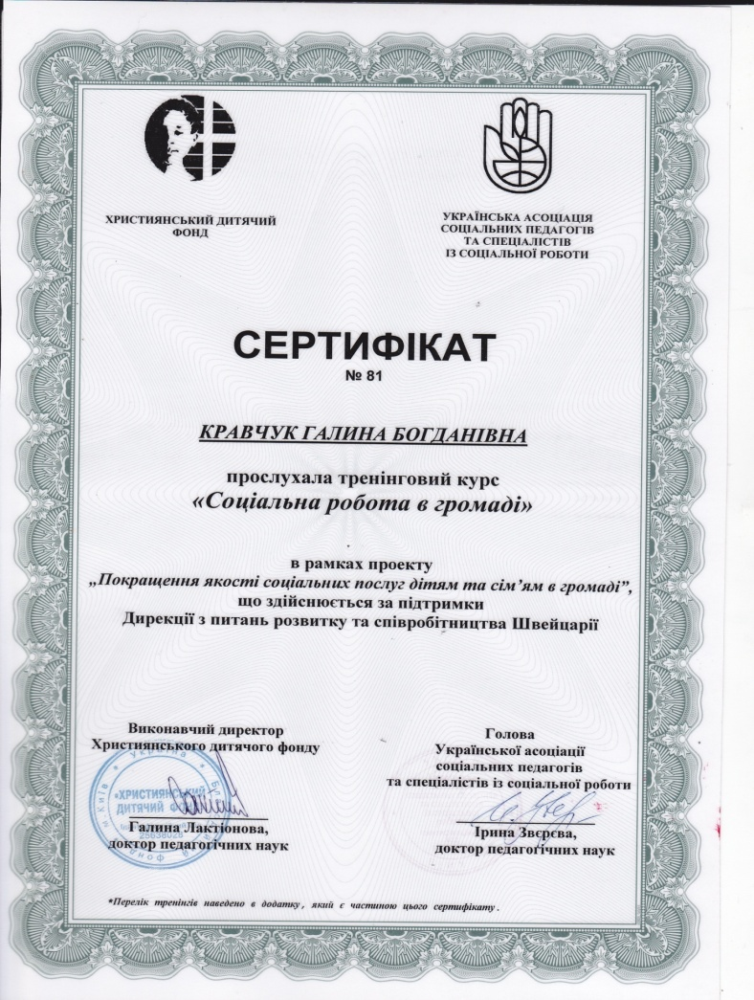 ХРИСТИЯНСЬКИЙ ДИТЯЧИЙ
ФОНД
УКРАЇНСЬКА АСОЦІАЦІЯ
СОЦІАЛЬНИХ ПЕДАГОГІВ
ТА СПЕЦІАЛІСТІВ
ІЗ СОЦІАЛЬНОЇ РОБОТИ
СЕРТИФІКАТ
№ 81
КРАВЧУК ГАЛИНА БОГДАНІВНА
прослухала тренінговий курс
«Соціальна робота в громаді»
в рамках проекту
„Покращення якості соціальних послуг дітям та сім’ям в громаді”,
що здійснюється за підтримки
Дирекції з питань розвитку та співробітництва Швейцарії
Виконавчий директор
Християнського дитячого фонду
Україна
м. Київ
«ХРИСТИЯНСЬКИЙ
ДИТЯЧИЙ
25638028
Галина Лактіонова,
доктор педагогічних наук
Голова
Української асоціації
соціальних педагогів
та спеціалістів із соціальної роботи
Ірина Звєрєва,
доктор педагогічних наук
*Перелік тренінгів наведено в додатку, який є частиною цього сертифікату.